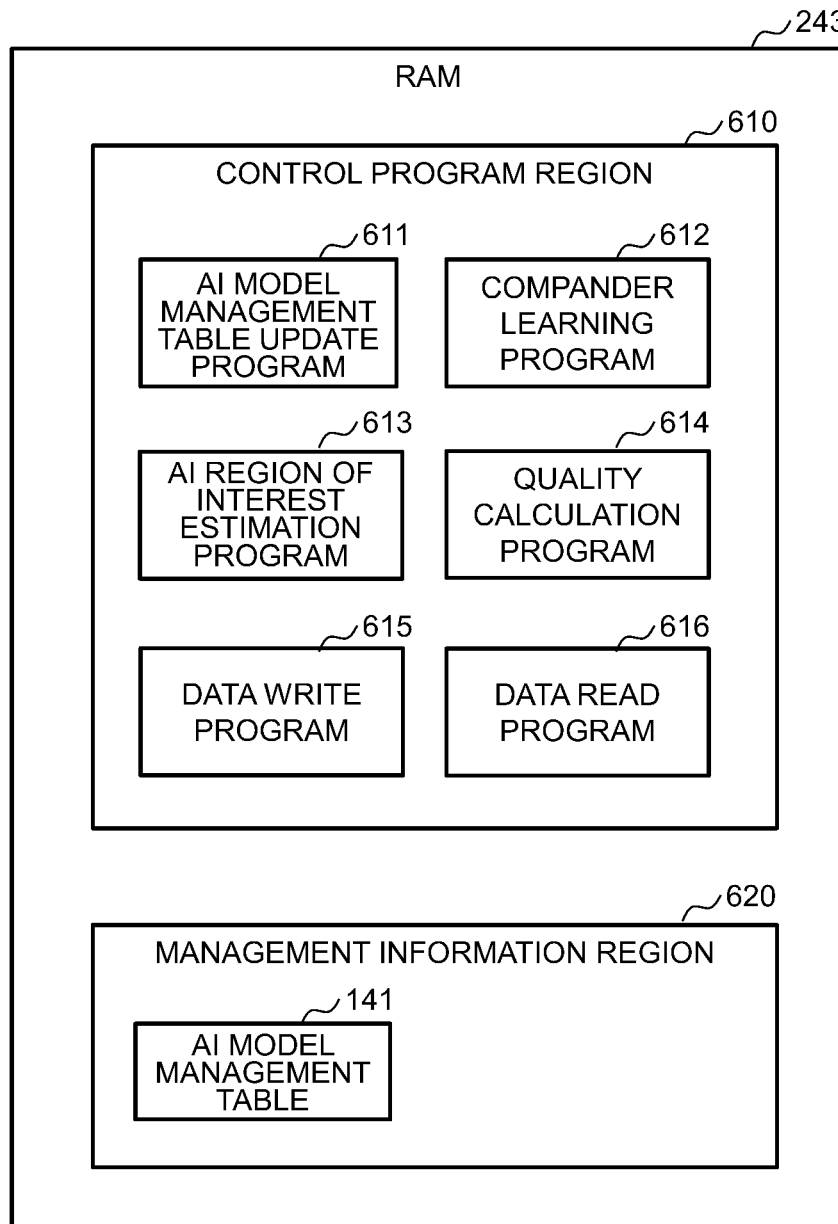 243
RAM
610
CONTROL PROGRAM REGION
611
AI MODEL
MANAGEMENT
TABLE UPDATE
PROGRAM
612
COMPANDER
LEARNING
PROGRAM
613
AI REGION OF
INTEREST
ESTIMATION
PROGRAM
614
QUALITY
CALCULATION
PROGRAM
615
DATA WRITE
PROGRAM
616
DATA READ
PROGRAM
620
MANAGEMENT INFORMATION REGION
141
AI MODEL
MANAGEMENT
TABLE